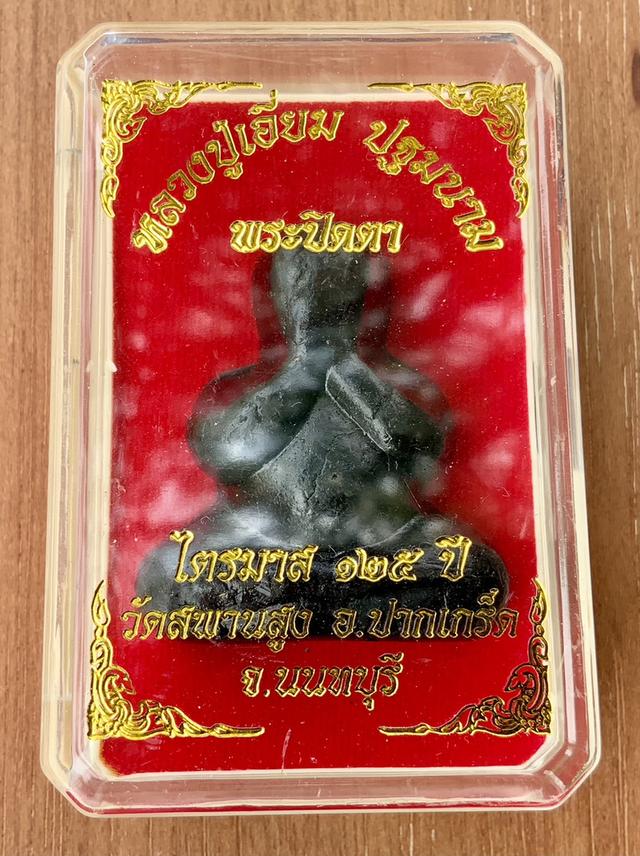 หลวงปู่เอี่ยม ปฐมนาม
พระปิดตา
ไตรมาส ๑๒๕ ปี
วัดสพานสูง อ.ปากเกร็ด
จ.นนทบุรี